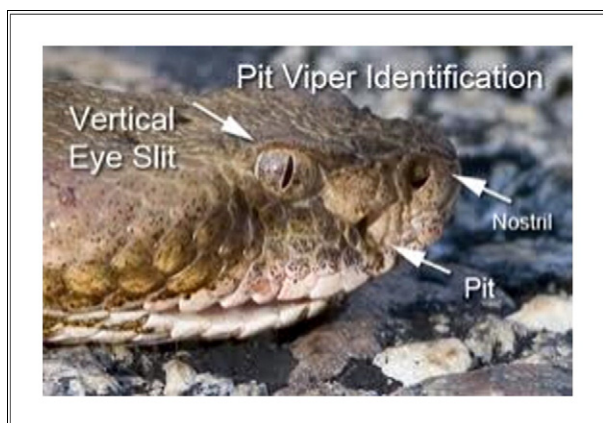 Pit Viper Identification
Vertical
Eye Slit
Nostril
Pit